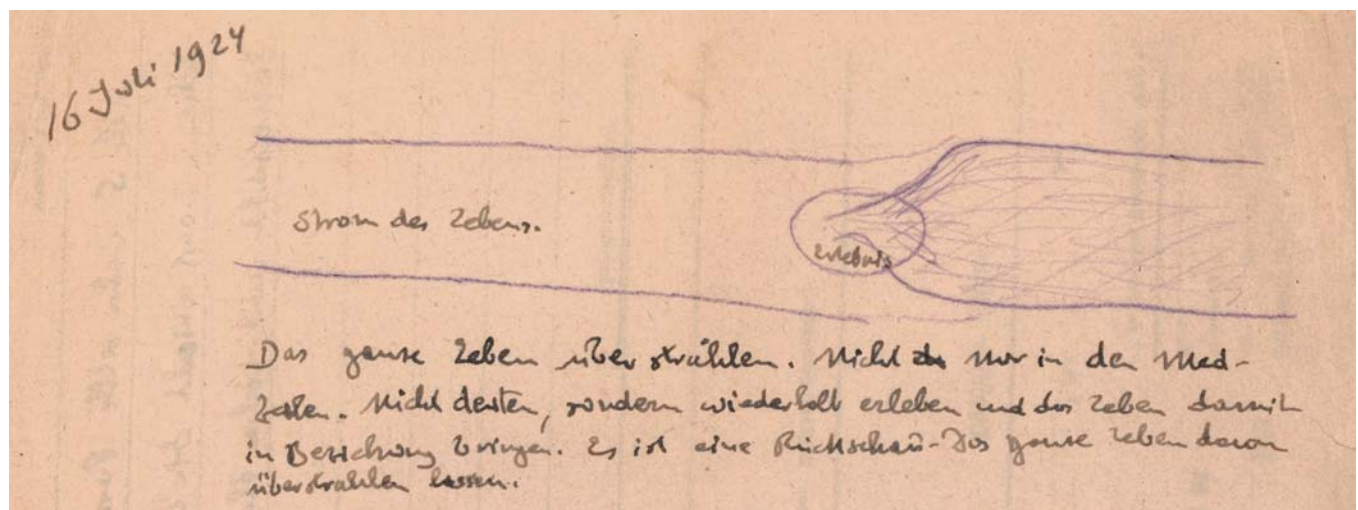 16 Juli 1924
Strom des Lebens.
Erlebnis
Das ganze Leben überstrahlen. Nicht nur in den Med-
Zeiten. Nicht deuten, sondern wiederholt erleben und das Leben damit
in Beziehung bringen. Es ist eine Rückschau - Das ganze Leben davon
überstrahlen lassen.